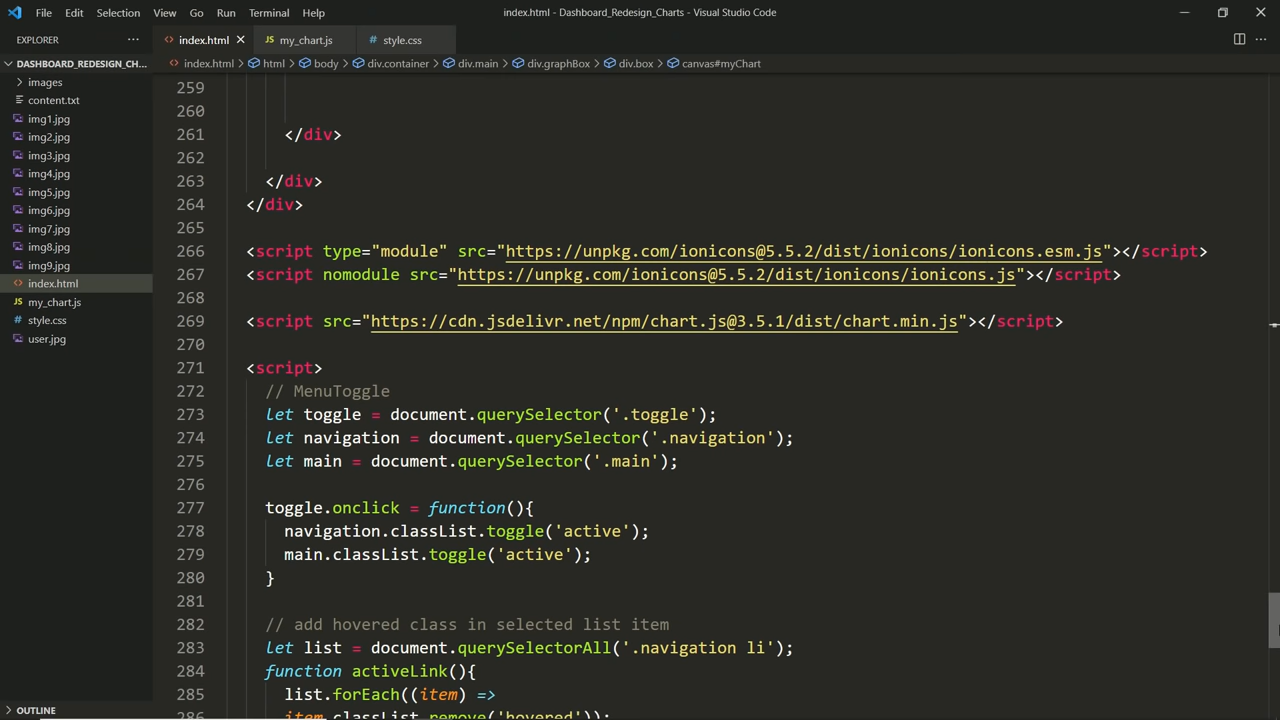 File Edit Selection View Go Run Terminal Help
index.html - Dashboard_Redesign_Charts - Visual Studio Code
EXPLORER
index.html
my_chart.js
style.css
DASHBOARD_REDESIGN_CH...
index.html > html > body > div.container > div.main > div.graphBox > div.box > canvas#myChart
images
content.txt
img1.jpg
img2.jpg
img3.jpg
img4.jpg
img5.jpg
img6.jpg
img7.jpg
img8.jpg
img9.jpg
index.html
my_chart.js
style.css
user.jpg
OUTLINE
259
260
261 </div>
262
263 </div>
264 </div>
265
266 <script type="module" src="https://unpkg.com/ionicons@5.5.2/dist/ionicons/ionicons.esm.js"></script>
267 <script nomodule src="https://unpkg.com/ionicons@5.5.2/dist/ionicons/ionicons.js"></script>
268
269 <script src="https://cdn.jsdelivr.net/npm/chart.js@3.5.1/dist/chart.min.js"></script>
270
271 <script>
272 // MenuToggle
273 let toggle = document.querySelector('.toggle');
274 let navigation = document.querySelector('.navigation');
275 let main = document.querySelector('.main');
276
277 toggle.onclick = function(){
278 navigation.classList.toggle('active');
279 main.classList.toggle('active');
280 }
281
282 // add hovered class in selected list item
283 let list = document.querySelectorAll('.navigation li');
284 function activeLink(){
285 list.forEach((item) =>
286 item.classList.remove('hovered'));